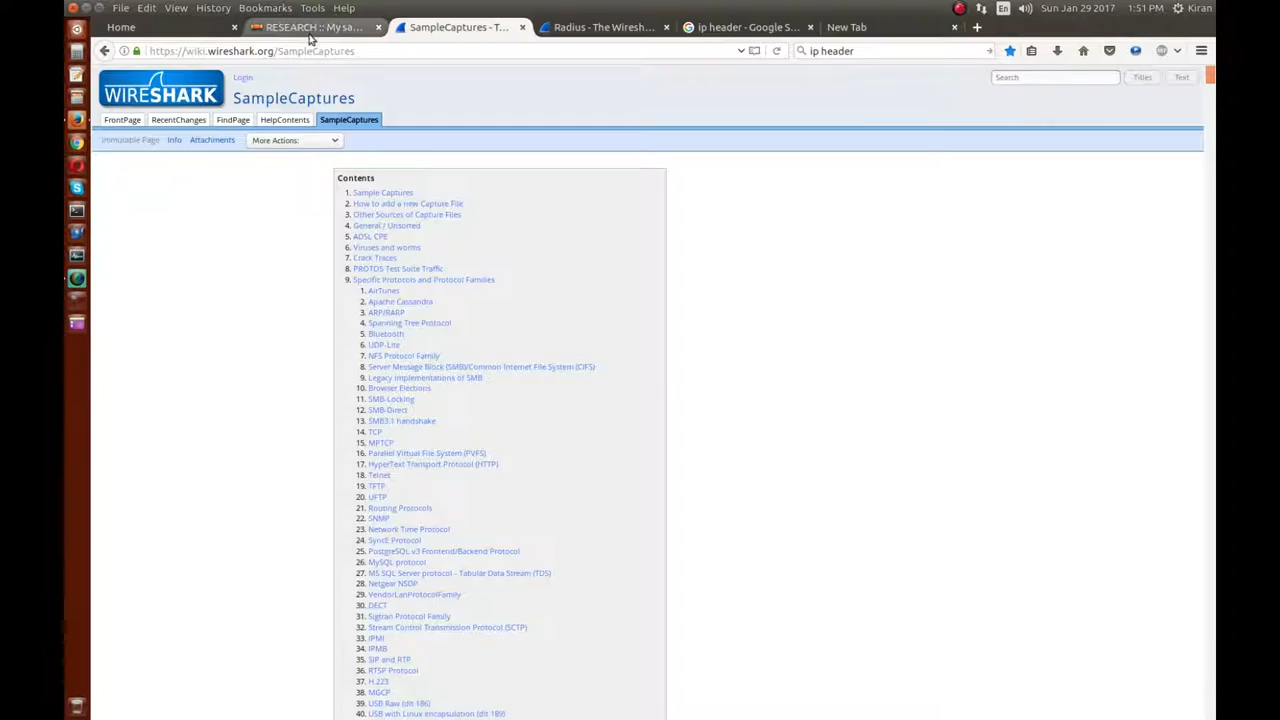 File Edit View History Bookmarks Tools Help
En Sun Jan 29 2017 1:51 PM Kiran
Home
RESEARCH :: My sa...
SampleCaptures - T...
Radius - The Wiresh...
ip header - Google S...
New Tab
https://wiki.wireshark.org/SampleCaptures
ip header
WIRESHARK
Login
SampleCaptures
Search
Titles
Text
FrontPage
RecentChanges
FindPage
HelpContents
SampleCaptures
Immutable Page
Info
Attachments
More Actions:
Contents
1. Sample Captures
2. How to add a new Capture File
3. Other Sources of Capture Files
4. General / Unsorted
5. ADSL CPE
6. Viruses and worms
7. Crack Traces
8. PROTOS Test Suite Traffic
9. Specific Protocols and Protocol Families
1. AirTunes
2. Apache Cassandra
3. ARP/RARP
4. Spanning Tree Protocol
5. Bluetooth
6. UDP-Lite
7. NFS Protocol Family
8. Server Message Block (SMB)/Common Internet File System (CIFS)
9. Legacy Implementations of SMB
10. Browser Elections
11. SMB-Locking
12. SMB-Direct
13. SMB3.1 handshake
14. TCP
15. MPTCP
16. Parallel Virtual File System (PVFS)
17. HyperText Transport Protocol (HTTP)
18. Telnet
19. TFTP
20. UFTP
21. Routing Protocols
22. SNMP
23. Network Time Protocol
24. SyncE Protocol
25. PostgreSQL v3 Frontend/Backend Protocol
26. MySQL protocol
27. MS SQL Server protocol - Tabular Data Stream (TDS)
28. Netgear NSDP
29. VendorLanProtocolFamily
30. DECT
31. Sigtran Protocol Family
32. Stream Control Transmission Protocol (SCTP)
33. IPMI
34. IPMB
35. SIP and RTP
36. RTSP Protocol
37. H.223
38. MGCP
39. USB Raw (dlt 186)
40. USB with Linux encapsulation (dlt 189)